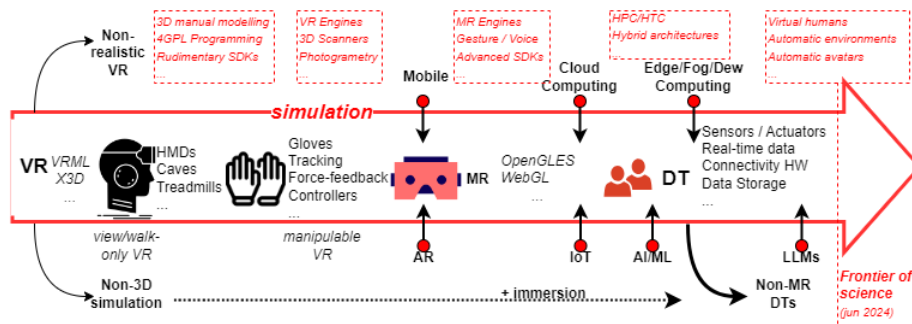 Non-
realistic
VR
3D manual modelling
4GPL Programming
Rudimentary SDKs
...
VR Engines
3D Scanners
Photogrametry
...
MR Engines
Gesture / Voice
Advanced SDKs
...
HPC/HTC
Hybrid architectures
...
Virtual humans
Automatic environments
Automatic avatars
...
Mobile
Cloud
Computing
Edge/Fog/Dew
Computing
simulation
VR
VRML
X3D
...
HMDs
Caves
Treadmills
...
Gloves
Tracking
Force-feedback
Controllers
...
MR
OpenGLES
WebGL
...
DT
Sensors / Actuators
Real-time data
Connectivity HW
Data Storage
...
view/walk-
only VR
manipulable
VR
AR
IoT
AI/ML
LLMs
Non-3D
simulation
+ immersion
Non-MR
DTs
Frontier of
science
(jun 2024)